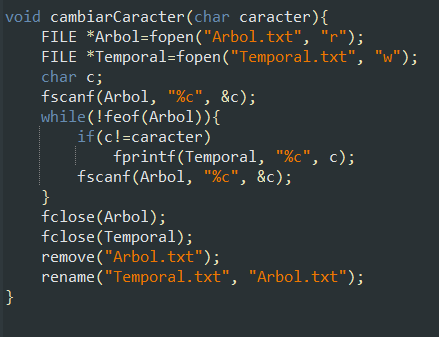 void cambiarCaracter(char caracter){
FILE *Arbol=fopen("Arbol.txt", "r");
FILE *Temporal=fopen("Temporal.txt", "w");
char c;
fscanf(Arbol, "%c", &c);
while(!feof(Arbol)){
if(c!=caracter)
fprintf(Temporal, "%c", c);
fscanf(Arbol, "%c", &c);
}
fclose(Arbol);
fclose(Temporal);
remove("Arbol.txt");
rename("Temporal.txt", "Arbol.txt");
}